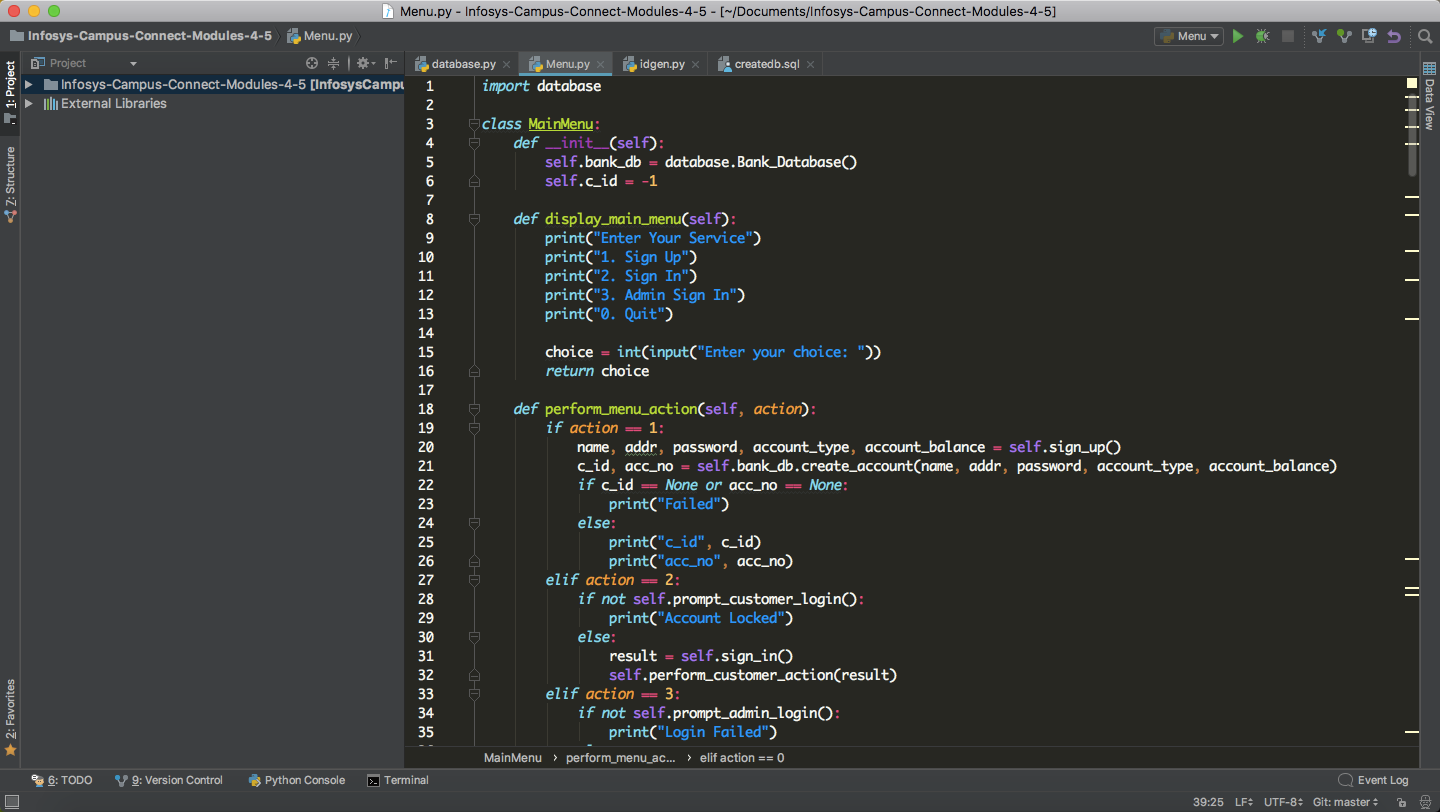 Menu.py - Infosys-Campus-Connect-Modules-4-5 - [~/Documents/Infosys-Campus-Connect-Modules-4-5]
Infosys-Campus-Connect-Modules-4-5 Menu.py Menu
Project
database.py Menu.py idgen.py createdb.sql
Infosys-Campus-Connect-Modules-4-5 [InfosysCampu
External Libraries
1: Project
Z: Structure
2: Favorites
Data View
1 import database
2
3 class MainMenu:
4 def __init__(self):
5 self.bank_db = database.Bank_Database()
6 self.c_id = -1
7
8 def display_main_menu(self):
9 print("Enter Your Service")
10 print("1. Sign Up")
11 print("2. Sign In")
12 print("3. Admin Sign In")
13 print("0. Quit")
14
15 choice = int(input("Enter your choice: "))
16 return choice
17
18 def perform_menu_action(self, action):
19 if action == 1:
20 name, addr, password, account_type, account_balance = self.sign_up()
21 c_id, acc_no = self.bank_db.create_account(name, addr, password, account_type, account_balance)
22 if c_id == None or acc_no == None:
23 print("Failed")
24 else:
25 print("c_id", c_id)
26 print("acc_no", acc_no)
27 elif action == 2:
28 if not self.prompt_customer_login():
29 print("Account Locked")
30 else:
31 result = self.sign_in()
32 self.perform_customer_action(result)
33 elif action == 3:
34 if not self.prompt_admin_login():
35 print("Login Failed")
MainMenu › perform_menu_ac... › elif action == 0
6: TODO 9: Version Control Python Console Terminal Event Log
39:25 LF UTF-8 Git: master